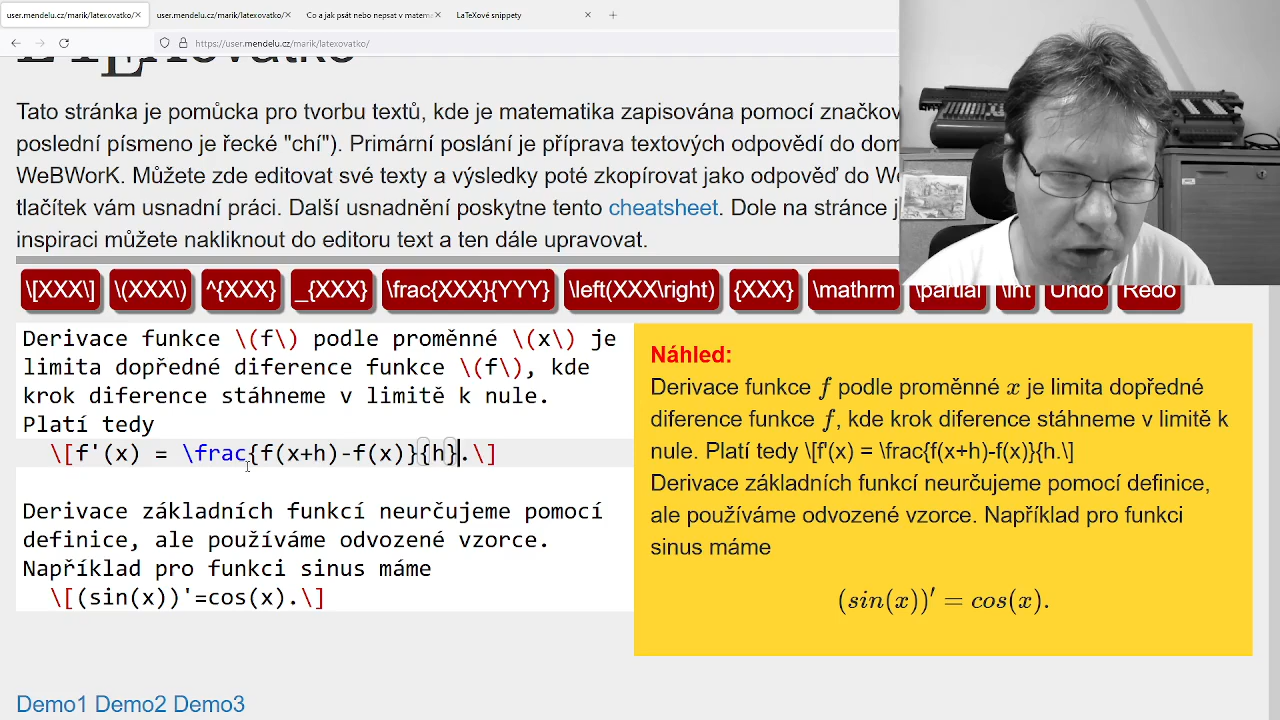 user.mendelu.cz/marik/latexovatko/
user.mendelu.cz/marik/latexovatko/
Co a jak psát nebo nepsat v matema
LaTeXové snippety
https://user.mendelu.cz/marik/latexovatko/
Tato stránka je pomůcka pro tvorbu textů, kde je matematika zapisována pomocí
poslední písmeno je řecké "chí"). Primární poslání je příprava textových odpovědí do
WeBWorK. Můžete zde editovat své texty a výsledky poté zkopírovat jako odpověď do
tlačítek vám usnadní práci. Další usnadnění poskytne tento cheatsheet. Dole na stránce
inspiraci můžete nakliknout do editoru text a ten dále upravovat.
\[XXX\] \(XXX\) ^{XXX} _{XXX} \frac{XXX}{YYY} \left(XXX\right) {XXX} \mathrm \partial \int Undo Redo
Derivace funkce \(f\) podle proměnné \(x\) je
limita dopředné diference funkce \(f\), kde
krok diference stáhneme v limitě k nule.
Platí tedy
\[f'(x) = \frac{f(x+h)-f(x)}{h}.\]
Derivace základních funkcí neurčujeme pomocí
definice, ale používáme odvozené vzorce.
Například pro funkci sinus máme
\[(sin(x))'=cos(x).\]
Náhled:
Derivace funkce f podle proměnné x je limita dopředné
diference funkce f, kde krok diference stáhneme v limitě k
nule. Platí tedy \[f'(x) = \frac{f(x+h)-f(x)}{h.\]
Derivace základních funkcí neurčujeme pomocí definice,
ale používáme odvozené vzorce. Například pro funkci
sinus máme
(sin(x))′ = cos(x).
Demo1 Demo2 Demo3